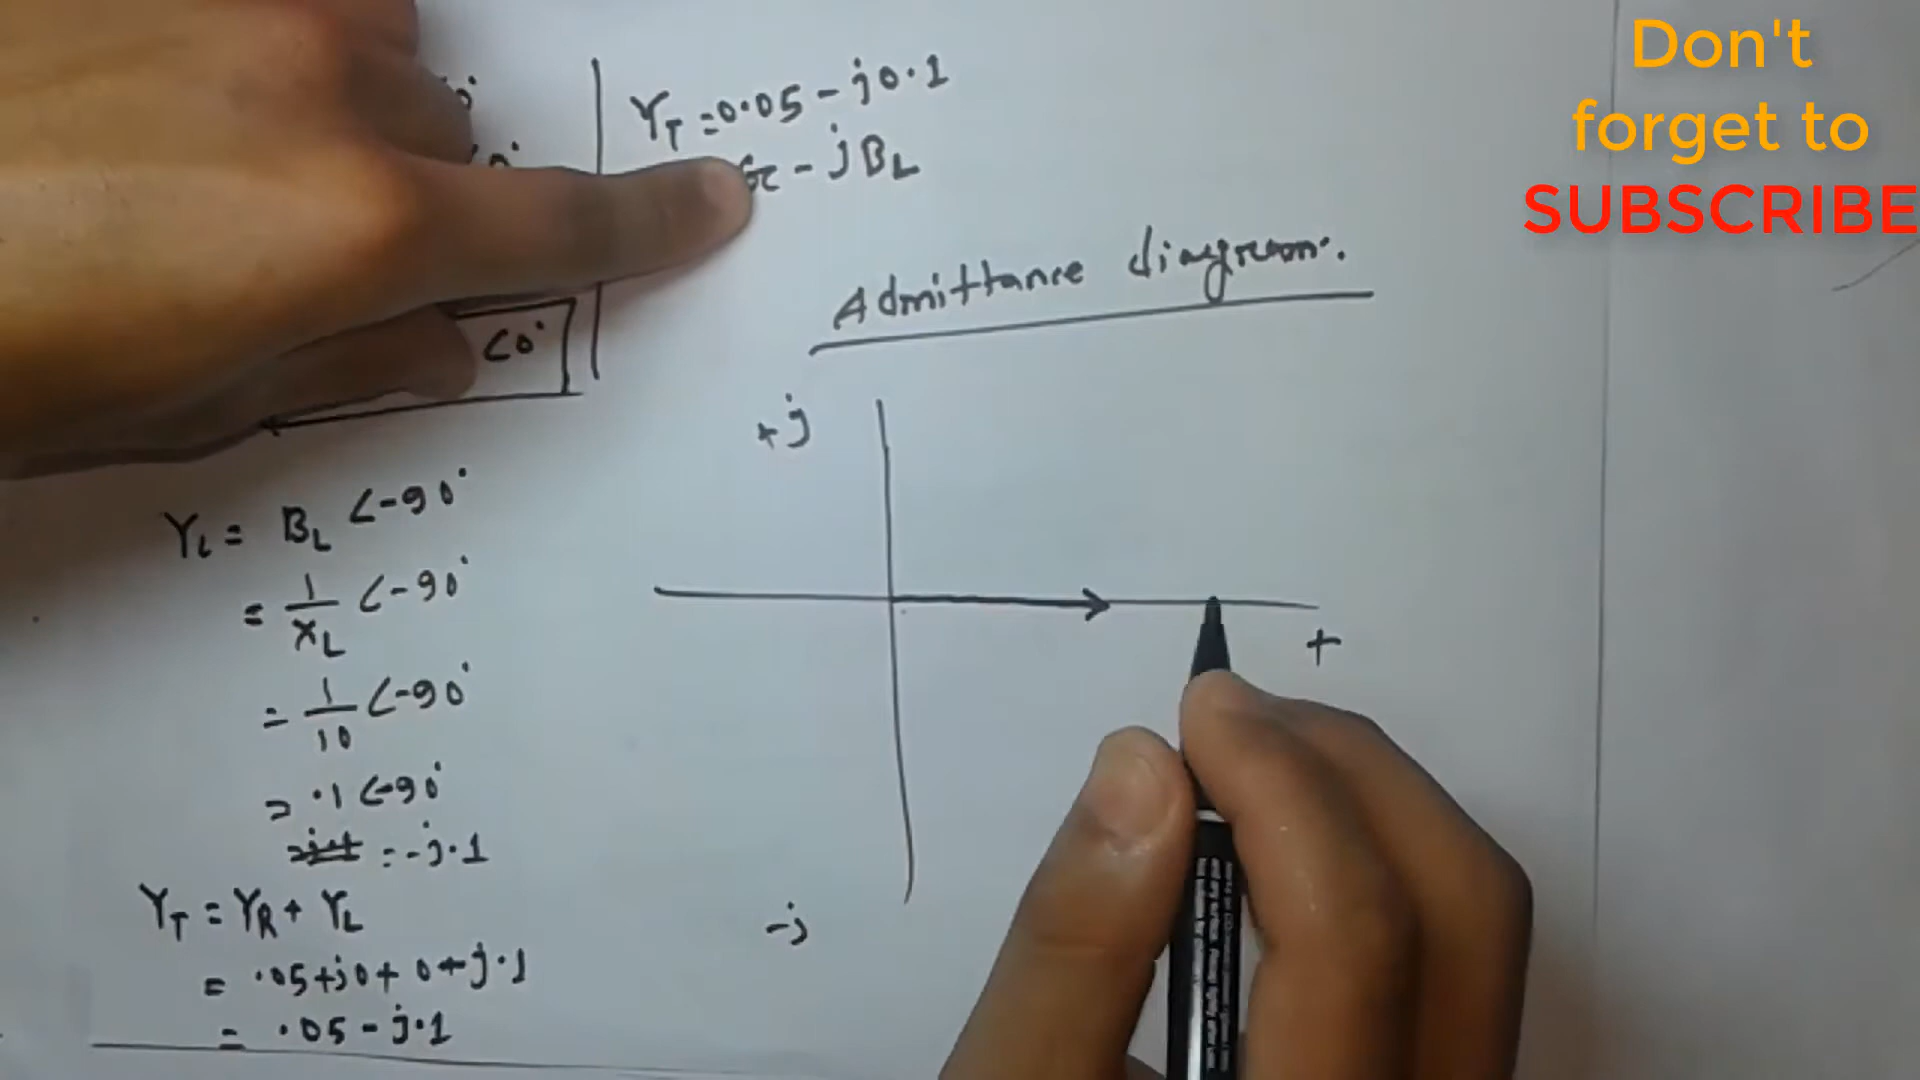 Y_T = 0.05 - j0.1
G - jB_L
Admittance diagram.
<0°
+j
+
-j
Y_L = B_L <-90°
= 1/X_L <-90°
= 1/10 <-90°
= .1 <-90°
= -j.1
Y_T = Y_R + Y_L
= .05+j0+0-j.1
= .05 - j.1
Don't
forget to
SUBSCRIBE